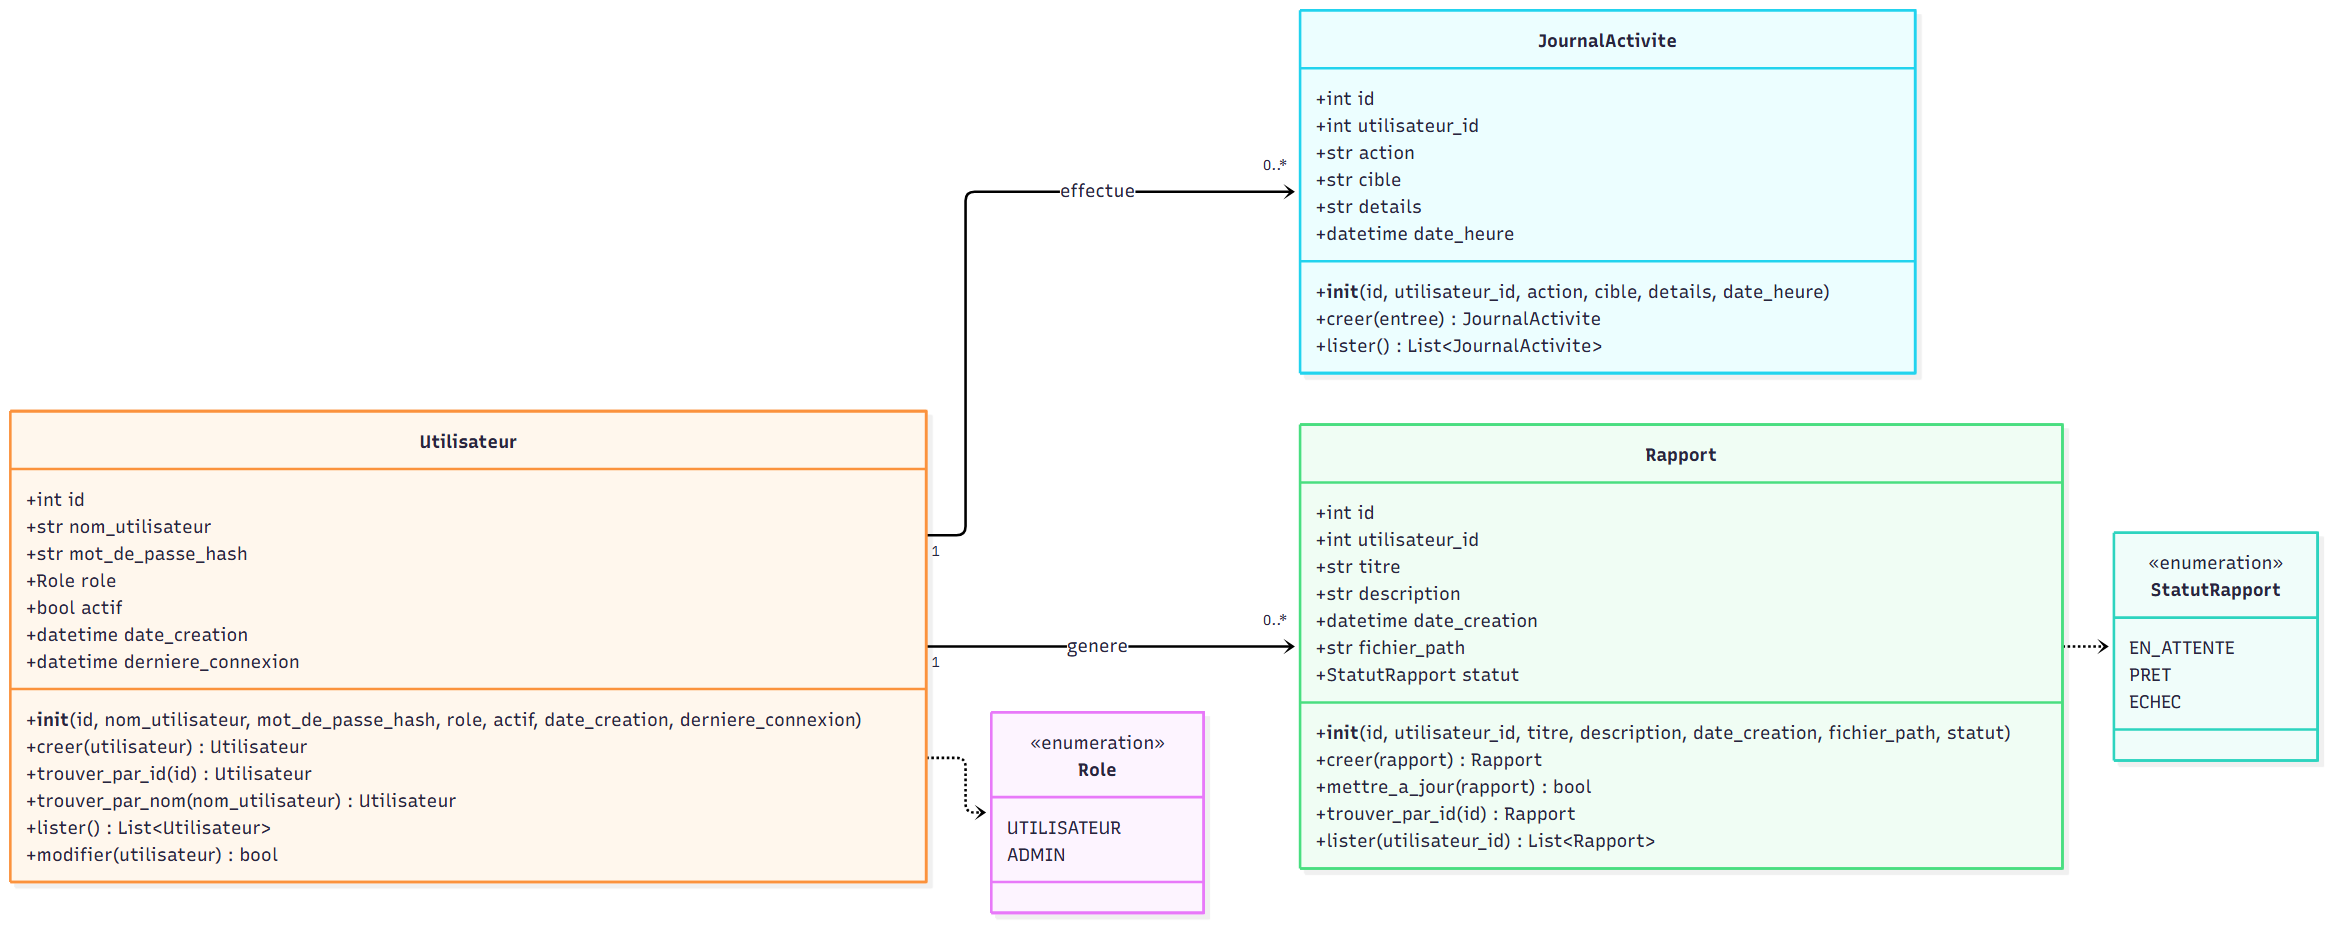 JournalActivite
+int id
+int utilisateur_id
+str action
+str cible
+str details
+datetime date_heure
+init(id, utilisateur_id, action, cible, details, date_heure)
+creer(entree) : JournalActivite
+lister() : List<JournalActivite>
0..*
effectue
1
Utilisateur
+int id
+str nom_utilisateur
+str mot_de_passe_hash
+Role role
+bool actif
+datetime date_creation
+datetime derniere_connexion
+init(id, nom_utilisateur, mot_de_passe_hash, role, actif, date_creation, derniere_connexion)
+creer(utilisateur) : Utilisateur
+trouver_par_id(id) : Utilisateur
+trouver_par_nom(nom_utilisateur) : Utilisateur
+lister() : List<Utilisateur>
+modifier(utilisateur) : bool
0..*
genere
1
«enumeration»
Role
UTILISATEUR
ADMIN
Rapport
+int id
+int utilisateur_id
+str titre
+str description
+datetime date_creation
+str fichier_path
+StatutRapport statut
+init(id, utilisateur_id, titre, description, date_creation, fichier_path, statut)
+creer(rapport) : Rapport
+mettre_a_jour(rapport) : bool
+trouver_par_id(id) : Rapport
+lister(utilisateur_id) : List<Rapport>
«enumeration»
StatutRapport
EN_ATTENTE
PRET
ECHEC